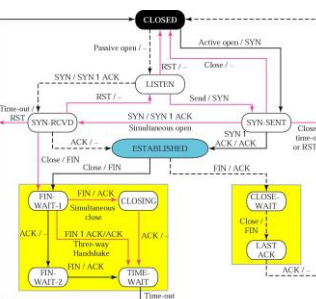 CLOSED
Passive open / –
Active open / SYN
RST / –
Close / –
LISTEN
SYN / SYN 1 ACK
RST / –
Send / SYN
Time-out /
RST
SYN-RCVD
SYN / SYN 1 ACK
Simultaneous open
SYN-SENT
Close
time-o
or RST
ACK / –
SYN 1
ACK / ACK
ESTABLISHED
Close / FIN
Close / FIN
FIN / ACK
FIN-
WAIT-1
FIN / ACK
Simultaneous
close
CLOSING
CLOSE-
WAIT
ACK / –
FIN 1 ACK/ACK
Three-way
Handshake
ACK / –
Close /
FIN
LAST
ACK
FIN-
WAIT-2
FIN / ACK
TIME-
WAIT
ACK / –
Time-out